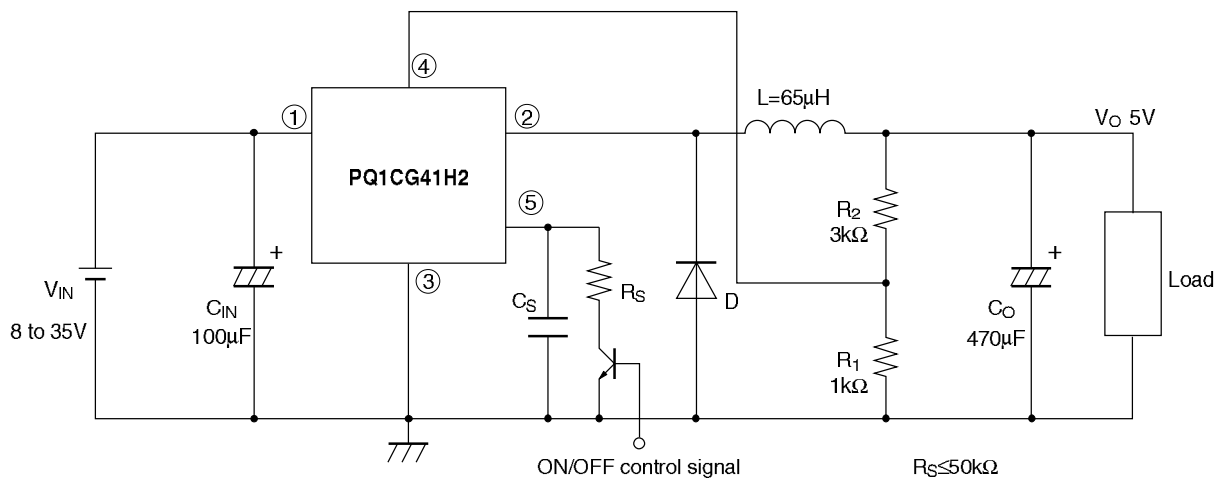 ④
L=65μH
①
②
VO 5V
PQ1CG41H2
⑤
R2
3kΩ
+
+
③
VIN
8 to 35V
CIN
100μF
CS
RS
D
CO
470μF
Load
R1
1kΩ
ON/OFF control signal
RS≤50kΩ